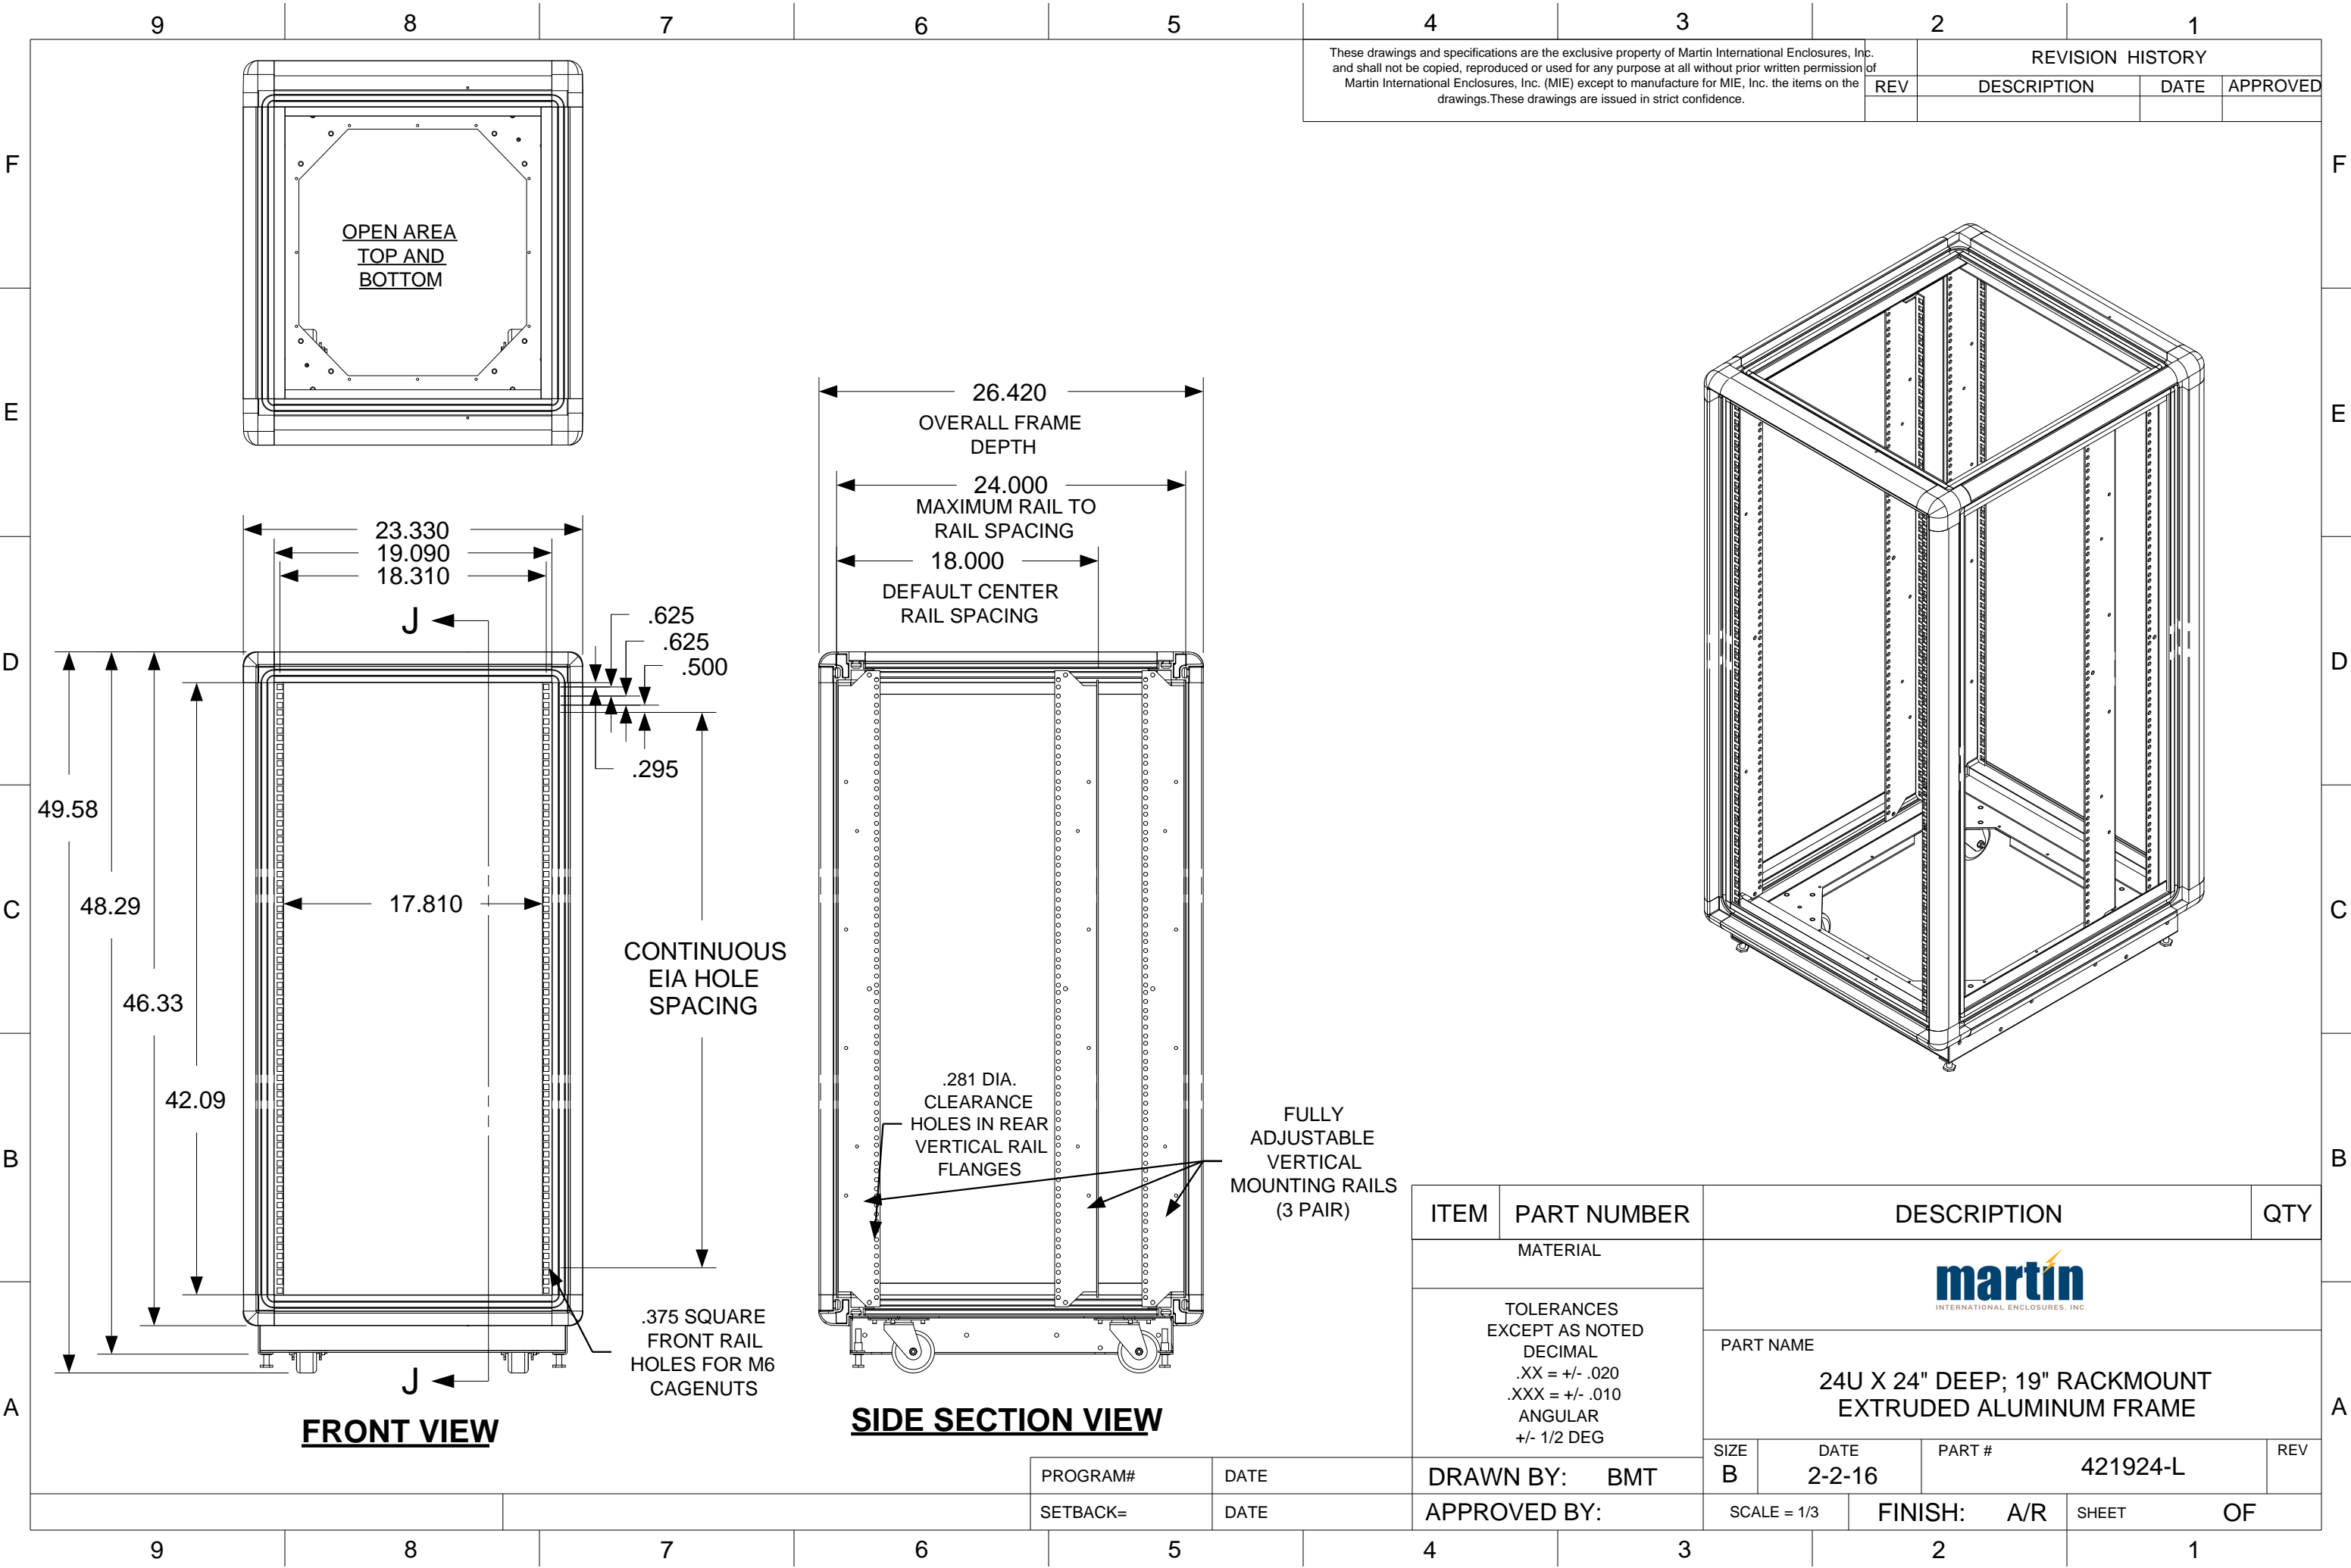 9 8 7 6 5 4 3 2 1
These drawings and specifications are the exclusive property of Martin International Enclosures, Inc.
and shall not be copied, reproduced or used for any purpose at all without prior written permission of
Martin International Enclosures, Inc. (MIE) except to manufacture for MIE, Inc. the items on the
drawings.These drawings are issued in strict confidence.
REVISION HISTORY
REV DESCRIPTION DATE APPROVED
F F
E E
D D
C C
B B
A A
OPEN AREA
TOP AND
BOTTOM
23.330
19.090
18.310
J
.625
.625
.500
.295
49.58
48.29
46.33
42.09
17.810
CONTINUOUS
EIA HOLE
SPACING
.375 SQUARE
FRONT RAIL
HOLES FOR M6
CAGENUTS
J
FRONT VIEW
26.420
OVERALL FRAME
DEPTH
24.000
MAXIMUM RAIL TO
RAIL SPACING
18.000
DEFAULT CENTER
RAIL SPACING
.281 DIA.
CLEARANCE
HOLES IN REAR
VERTICAL RAIL
FLANGES
FULLY
ADJUSTABLE
VERTICAL
MOUNTING RAILS
(3 PAIR)
SIDE SECTION VIEW
ITEM PART NUMBER DESCRIPTION QTY
MATERIAL
TOLERANCES
EXCEPT AS NOTED
DECIMAL
.XX = +/- .020
.XXX = +/- .010
ANGULAR
+/- 1/2 DEG
martin
INTERNATIONAL ENCLOSURES, INC.
PART NAME
24U X 24" DEEP; 19" RACKMOUNT
EXTRUDED ALUMINUM FRAME
SIZE DATE PART # REV
B 2-2-16 421924-L
PROGRAM# DATE DRAWN BY: BMT
SETBACK= DATE APPROVED BY: SCALE = 1/3 FINISH: A/R SHEET OF
9 8 7 6 5 4 3 2 1